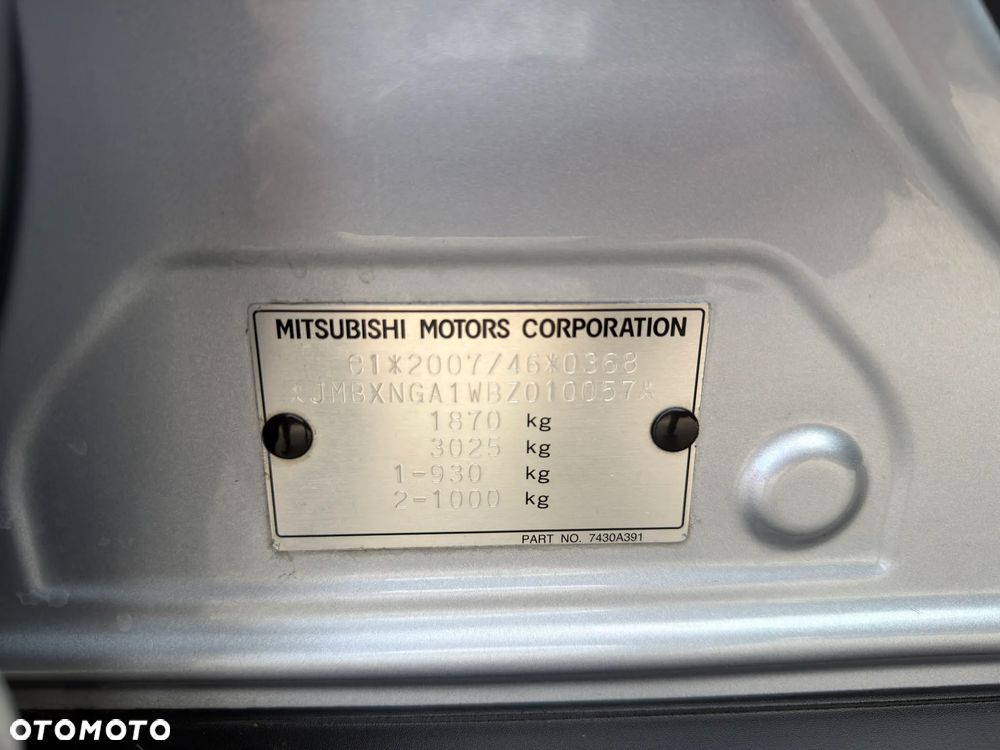 MITSUBISHI MOTORS CORPORATION
e1*2007/46*0368
*JMBXNGA1WBZ010057*
1870 kg
3025 kg
1-930 kg
2-1000 kg
PART NO. 7430A391
OTOMOTO